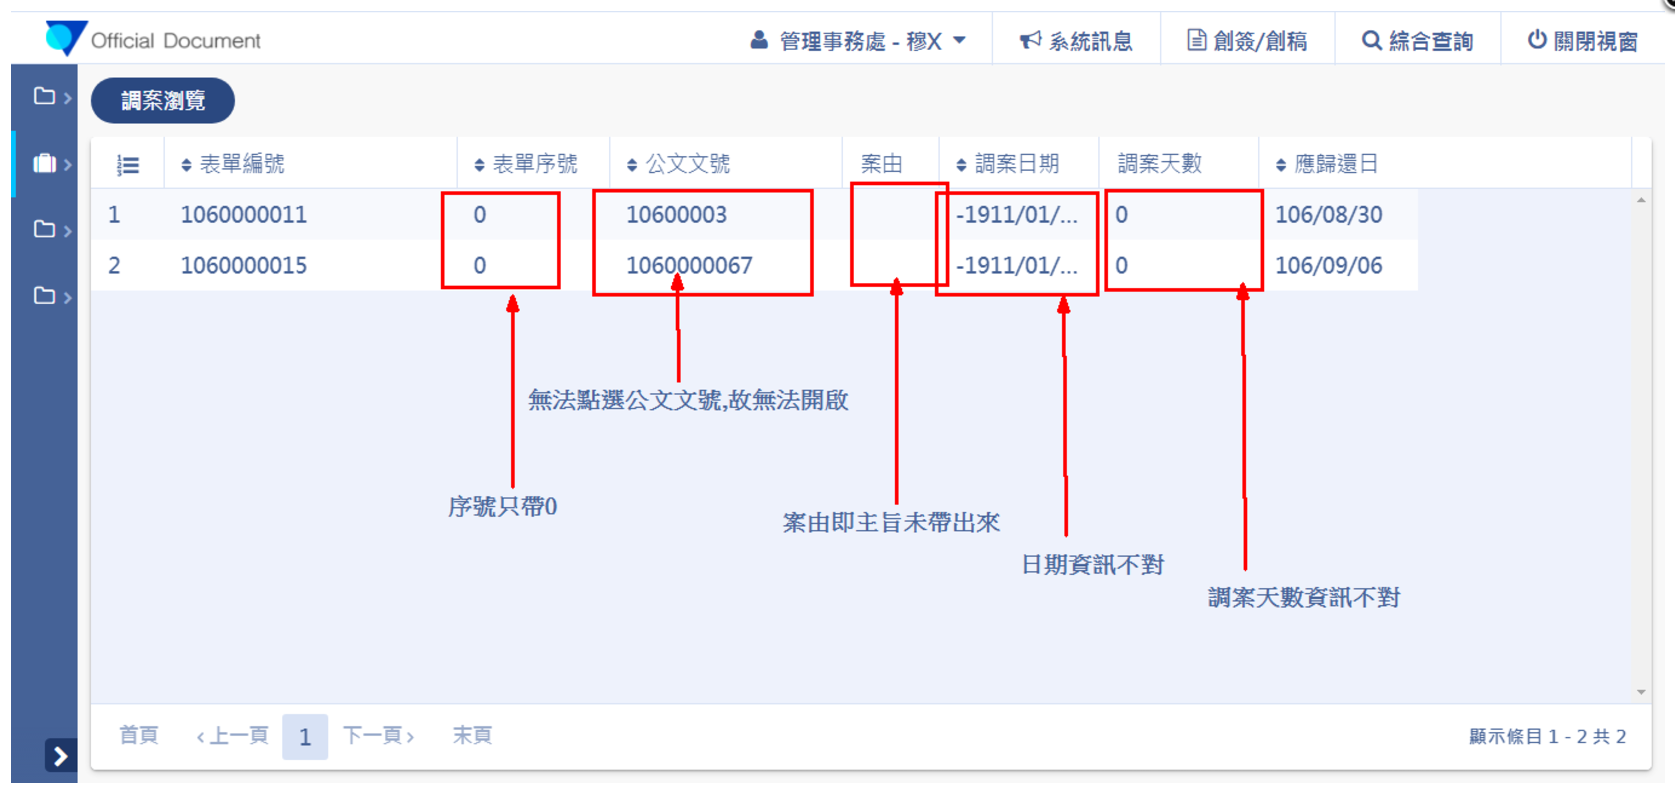 Official Document
管理事務處 - 穆X
系統訊息
創簽/創稿
綜合查詢
關閉視窗
調案瀏覽
表單編號 表單序號 公文文號 案由 調案日期 調案天數 應歸還日
1 1060000011 0 10600003 -1911/01/... 0 106/08/30
2 1060000015 0 1060000067 -1911/01/... 0 106/09/06
無法點選公文文號,故無法開啟
序號只帶0
案由即主旨未帶出來
日期資訊不對
調案天數資訊不對
首頁 ‹上一頁 1 下一頁› 末頁
顯示條目 1 - 2 共 2